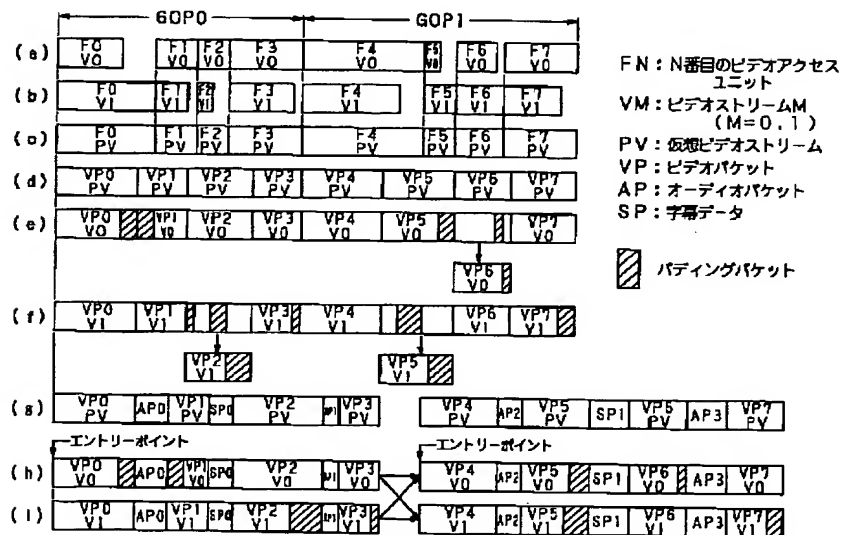 GOP0 GOP1
(a) F0 V0 F1 V0 F2 V0 F3 V0 F4 V0 F5 V0 F6 V0 F7 V0
(b) F0 V1 F1 V1 F2 V1 F3 V1 F4 V1 F5 V1 F6 V1 F7 V1
(c) F0 PV F1 PV F2 PV F3 PV F4 PV F5 PV F6 PV F7 PV
(d) VP0 PV VP1 PV VP2 PV VP3 PV VP4 PV VP5 PV VP6 PV VP7 PV
(e) VP0 V0 VP1 V0 VP2 V0 VP3 V0 VP4 V0 VP5 V0 VP7 V0
VP6 V0
(f) VP0 V1 VP1 V1 VP3 V1 VP4 V1 VP6 V1 VP7 V1
VP2 V1 VP5 V1
(g) VP0 PV AP0 VP1 PV SP0 VP2 PV AP1 VP3 PV VP4 PV AP2 VP5 PV SP1 VP6 PV AP3 VP7 PV
エントリーポイント エントリーポイント
(h) VP0 V0 AP0 VP1 V0 SP0 VP2 V0 AP1 VP3 V0 VP4 V0 AP2 VP5 V0 SP1 VP6 V0 AP3 VP7 V0
(i) VP0 V1 AP0 VP1 V1 SP0 VP2 V1 AP1 VP3 V1 VP4 V1 AP2 VP5 V1 SP1 VP6 V1 AP3 VP7 V1
FN：N番目のビデオアクセス
ユニット
VM：ビデオストリームM
(M=0，1)
PV：仮想ビデオストリーム
VP：ビデオパケット
AP：オーディオパケット
SP：字幕データ
パディングパケット